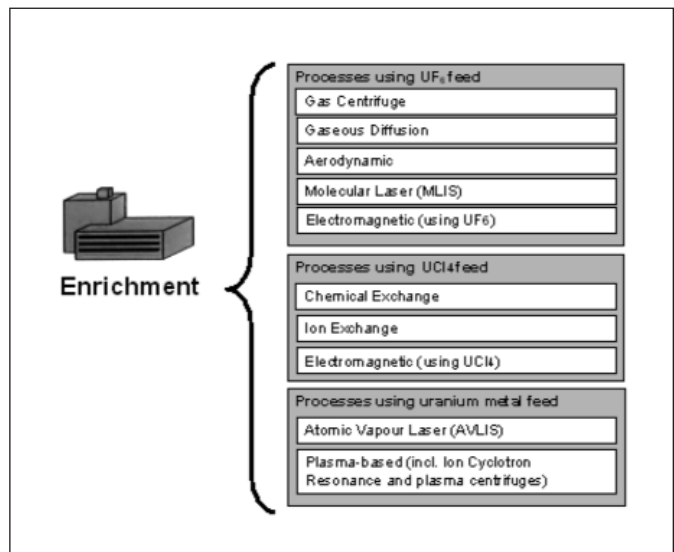 Processes using UF₆ feed
Gas Centrifuge
Gaseous Diffusion
Aerodynamic
Molecular Laser (MLIS)
Electromagnetic (using UF6)
Enrichment
Processes using UCl4 feed
Chemical Exchange
Ion Exchange
Electromagnetic (using UCl4)
Processes using uranium metal feed
Atomic Vapour Laser (AVLIS)
Plasma-based (incl. Ion Cyclotron
Resonance and plasma centrifuges)